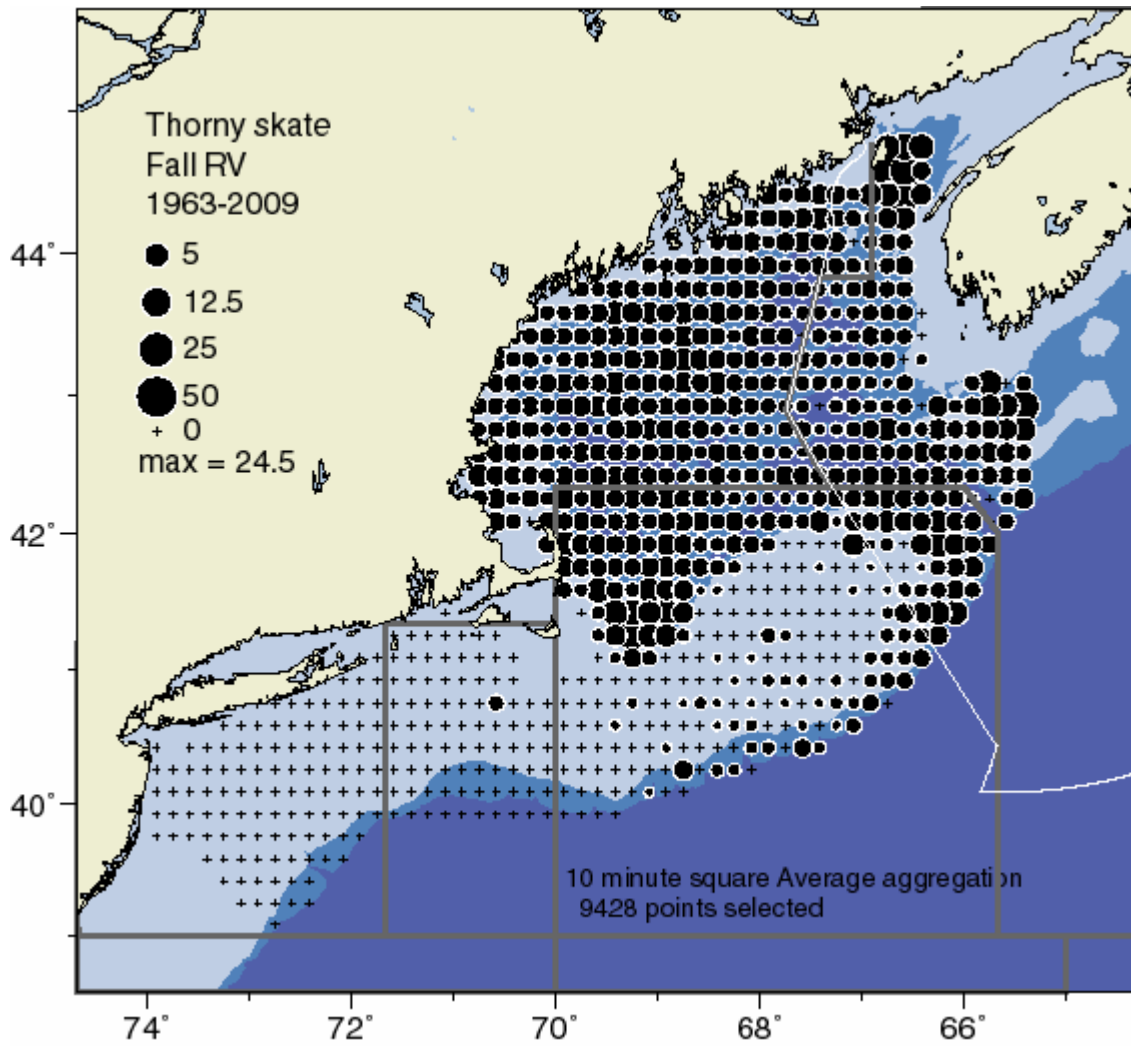 Thorny skate
Fall RV
1963-2009
5
12.5
25
50
+ 0
max = 24.5
44°
42°
40°
10 minute square Average aggregation
9428 points selected
74° 72° 70° 68° 66°